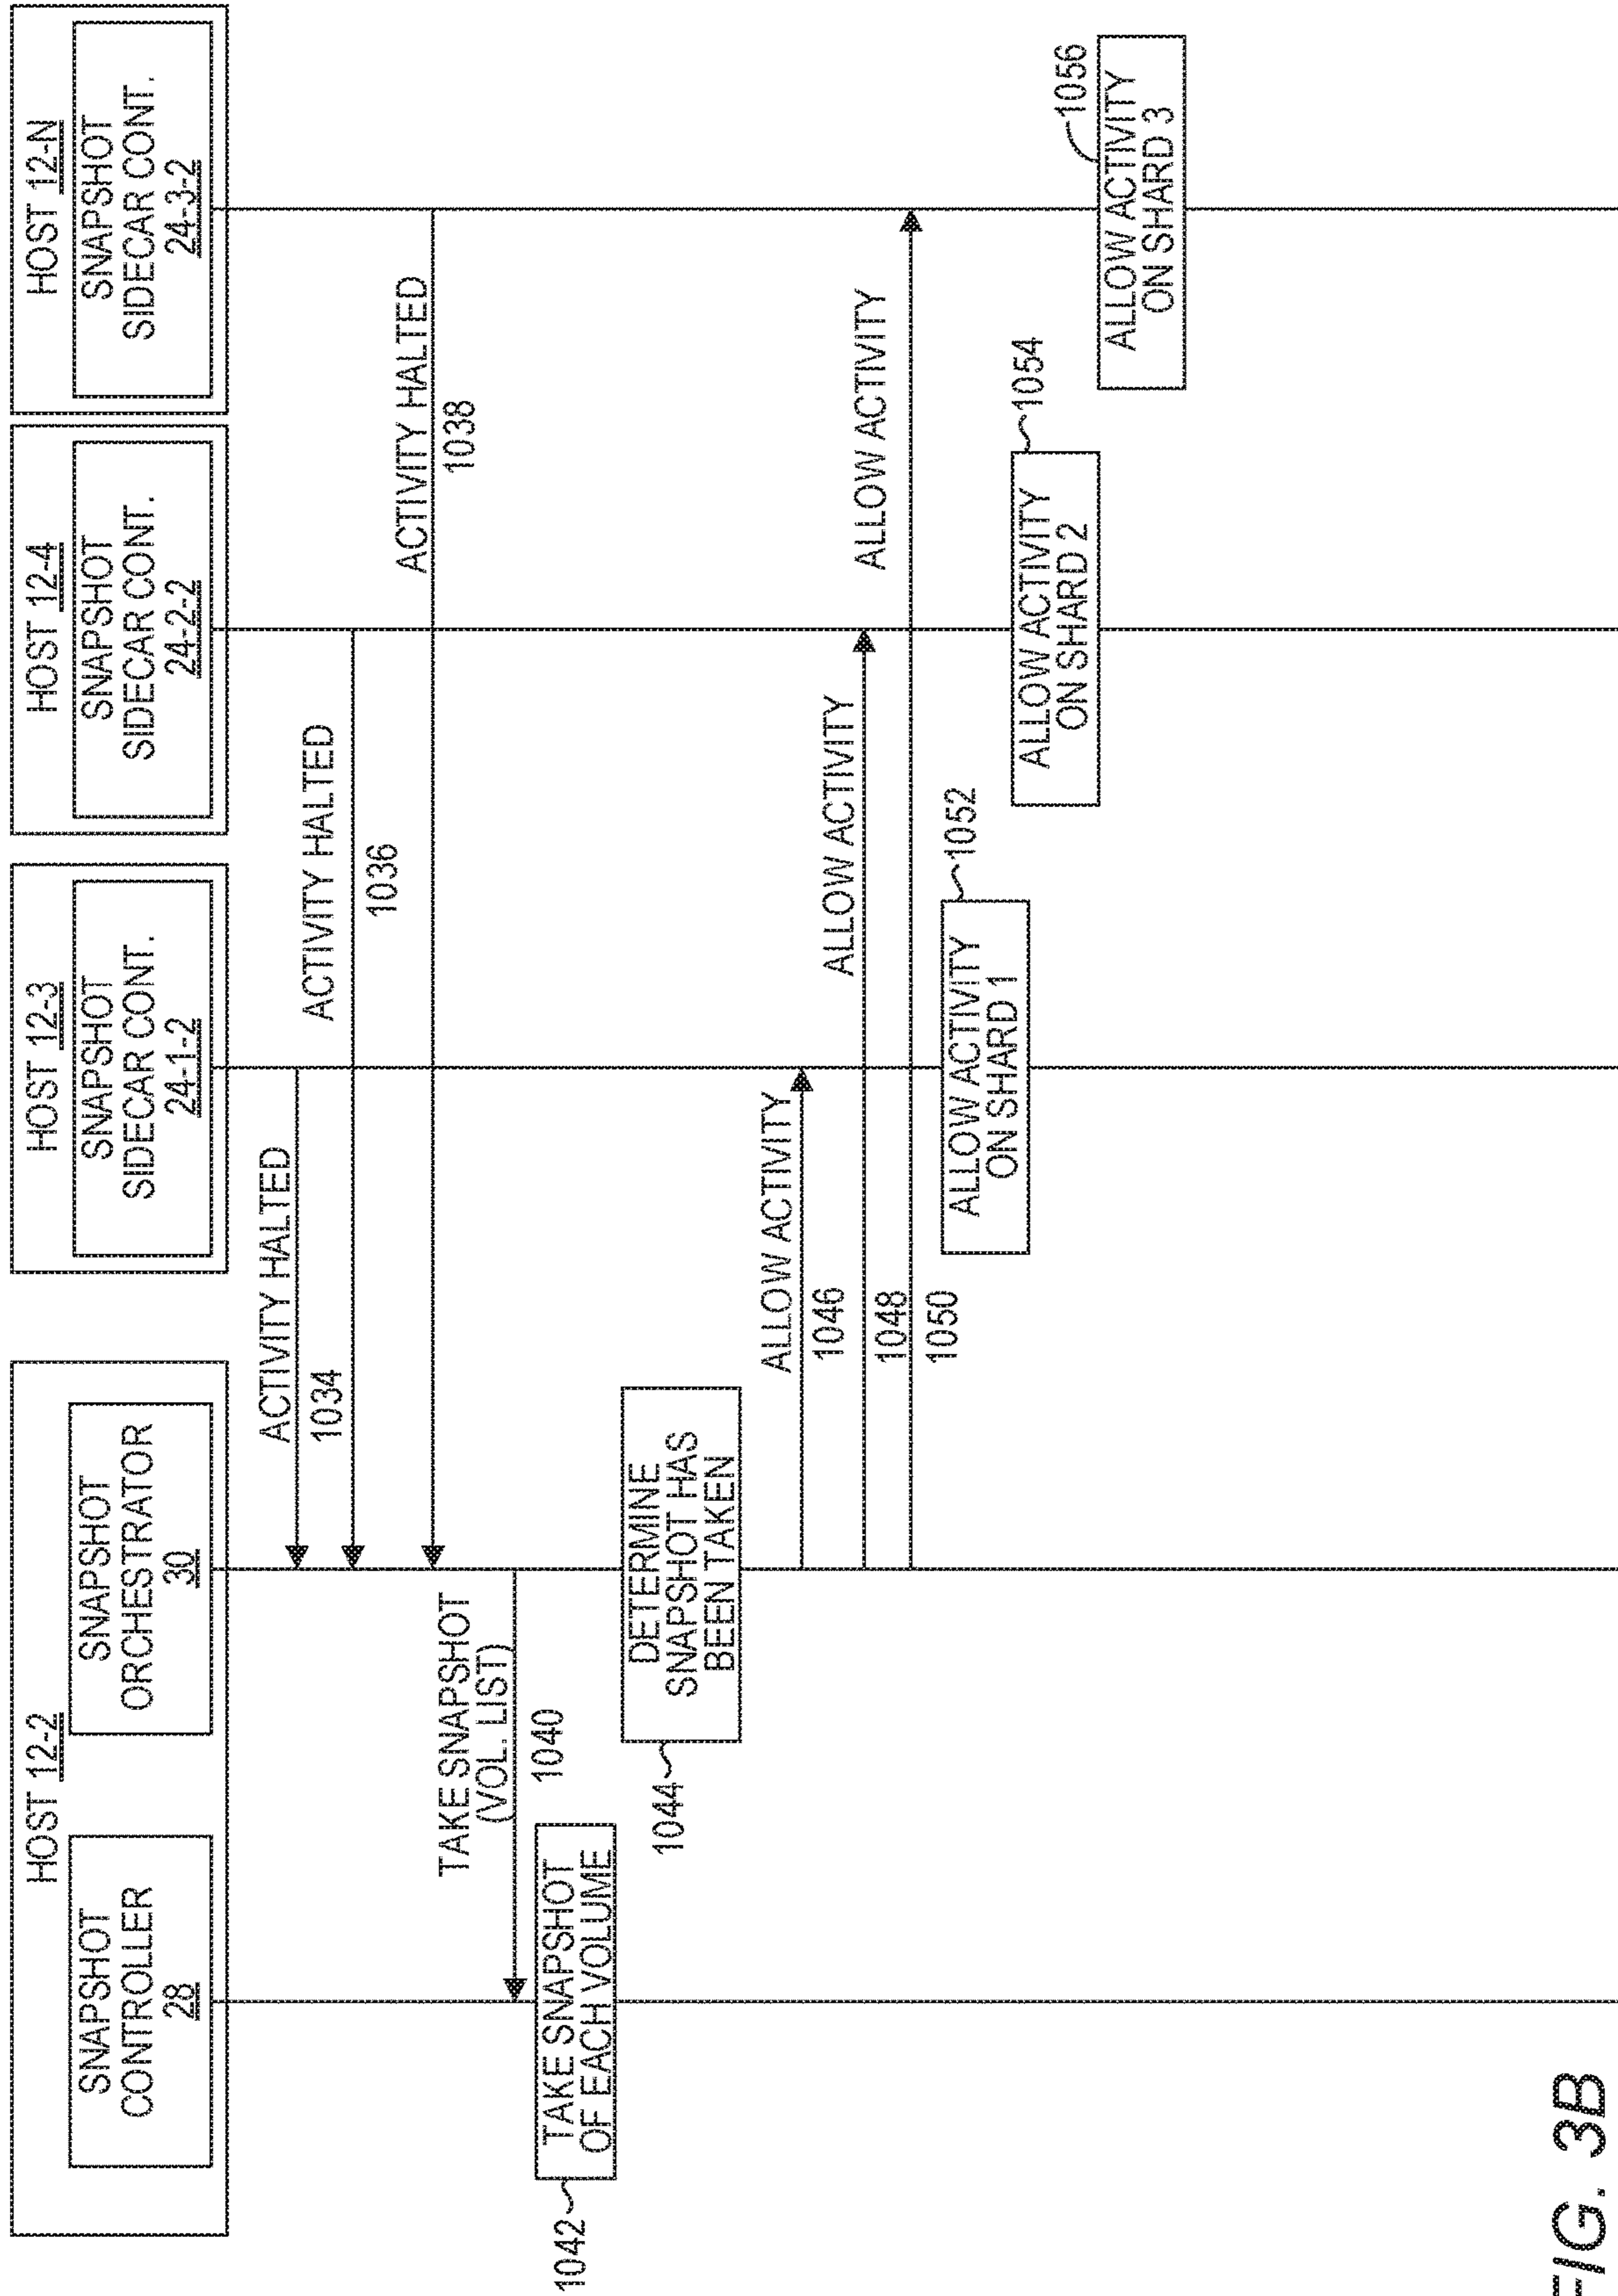 HOST 12-2
SNAPSHOT
CONTROLLER
28
SNAPSHOT
ORCHESTRATOR
30
HOST 12-3
SNAPSHOT
SIDECAR CONT.
24-1-2
HOST 12-4
SNAPSHOT
SIDECAR CONT.
24-2-2
HOST 12-N
SNAPSHOT
SIDECAR CONT.
24-3-2
ACTIVITY HALTED
1034
ACTIVITY HALTED
1036
ACTIVITY HALTED
1038
TAKE SNAPSHOT
(VOL. LIST)
1040
1042
TAKE SNAPSHOT
OF EACH VOLUME
1044
DETERMINE
SNAPSHOT HAS
BEEN TAKEN
ALLOW ACTIVITY
1046
ALLOW ACTIVITY
1048
ALLOW ACTIVITY
1050
ALLOW ACTIVITY
ON SHARD 1
1052
ALLOW ACTIVITY
ON SHARD 2
1054
ALLOW ACTIVITY
ON SHARD 3
1056
FIG. 3B